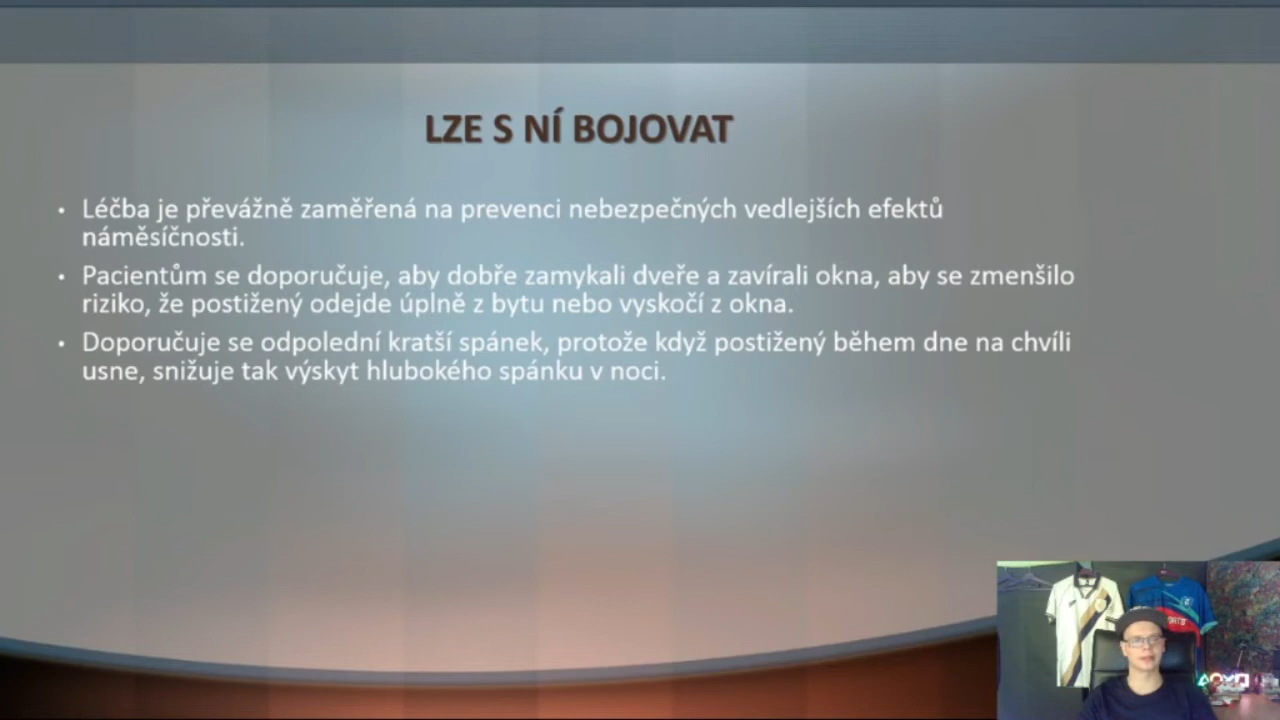 LZE S NÍ BOJOVAT
• Léčba je převážně zaměřená na prevenci nebezpečných vedlejších efektů
náměsíčnosti.
• Pacientům se doporučuje, aby dobře zamykali dveře a zavírali okna, aby se zmenšilo
riziko, že postižený odejde úplně z bytu nebo vyskočí z okna.
• Doporučuje se odpolední kratší spánek, protože když postižený během dne na chvíli
usne, snižuje tak výskyt hlubokého spánku v noci.